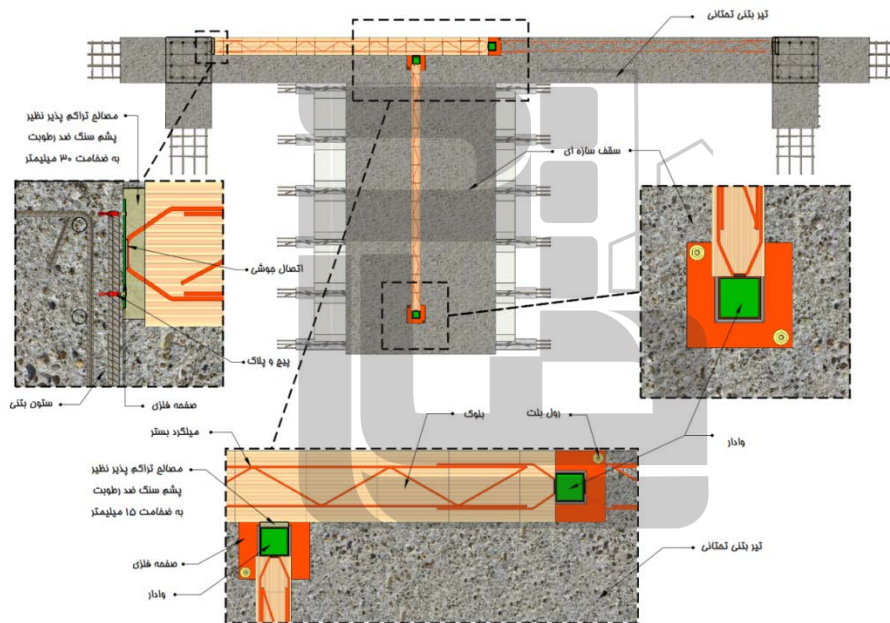 تیر بتنی تحتانی
مصالح تراکم پذیر نظیر
پشم سنگ ضد رطوبت
به ضخامت ۳۰ میلیمتر
سقف سازه ای
اتصال جوشی
پیچ و پلاک
صفحه فلزی
ستون بتنی
میلگرد بستر
بلوک
رول بلت
وادار
مصالح تراکم پذیر نظیر
پشم سنگ ضد رطوبت
به ضخامت ۱۵ میلیمتر
صفحه فلزی
وادار
تیر بتنی تحتانی